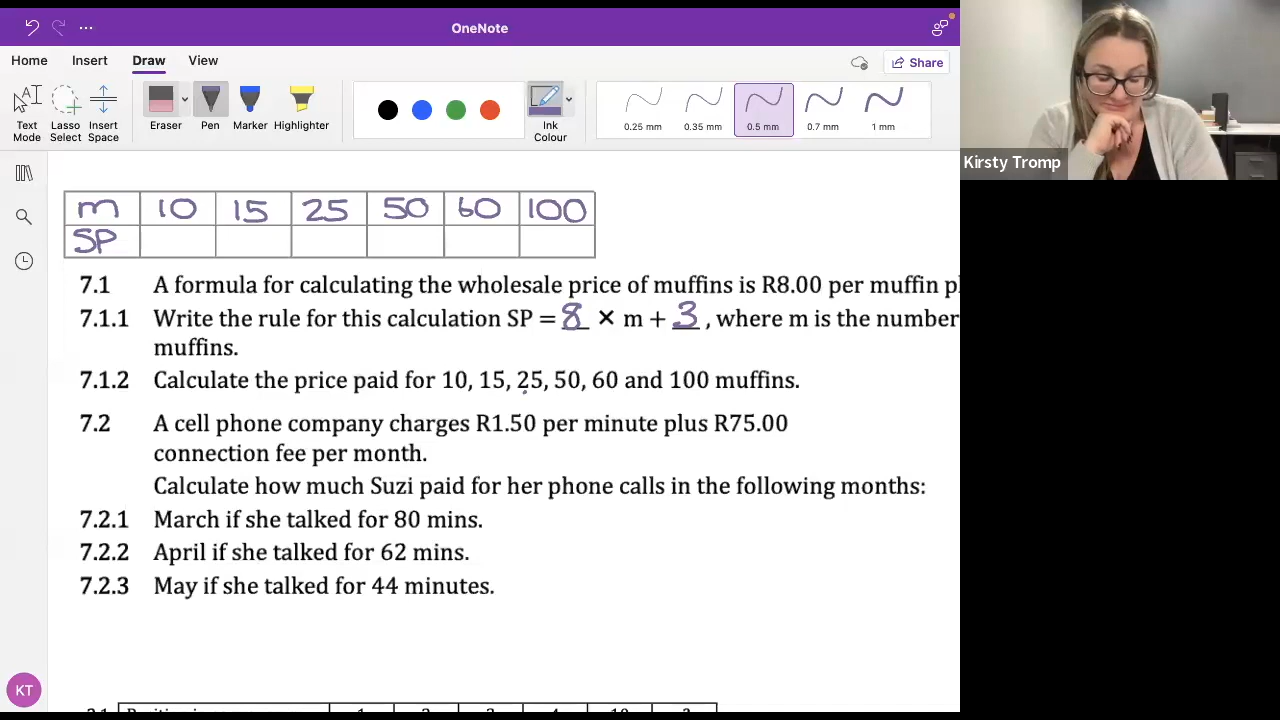 OneNote
Home Insert Draw View
Share
Text Mode
Lasso Select
Insert Space
Eraser
Pen
Marker
Highlighter
Ink Colour
0.25 mm
0.35 mm
0.5 mm
0.7 mm
1 mm
Kirsty Tromp
m 10 15 25 50 60 100
SP
7.1 A formula for calculating the wholesale price of muffins is R8.00 per muffin
7.1.1 Write the rule for this calculation SP = 8 × m + 3 , where m is the number
muffins.
7.1.2 Calculate the price paid for 10, 15, 25, 50, 60 and 100 muffins.
7.2 A cell phone company charges R1.50 per minute plus R75.00
connection fee per month.
Calculate how much Suzi paid for her phone calls in the following months:
7.2.1 March if she talked for 80 mins.
7.2.2 April if she talked for 62 mins.
7.2.3 May if she talked for 44 minutes.
KT